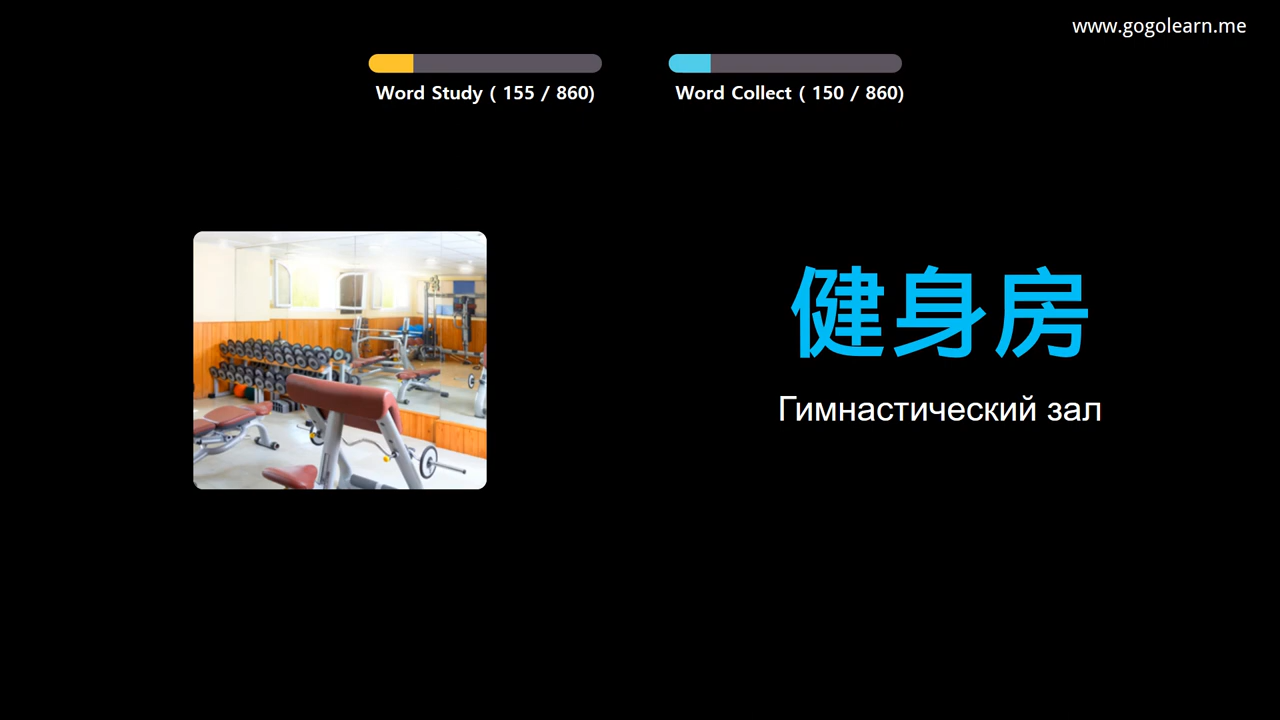 www.gogolearn.me
Word Study ( 155 / 860)
Word Collect ( 150 / 860)
健身房
Гимнастический зал